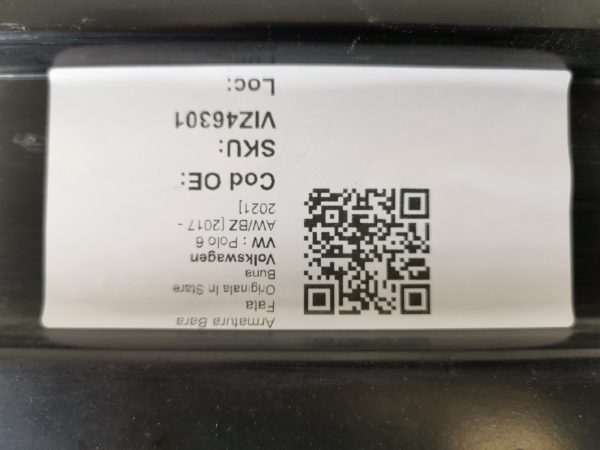 Armatura Bara
Fata
Originala In Stare
Buna
Volkswagen
VW : Polo 6
AW/BZ [2017 -
2021]
Cod OE:
SKU:
VIZ46301
Loc: